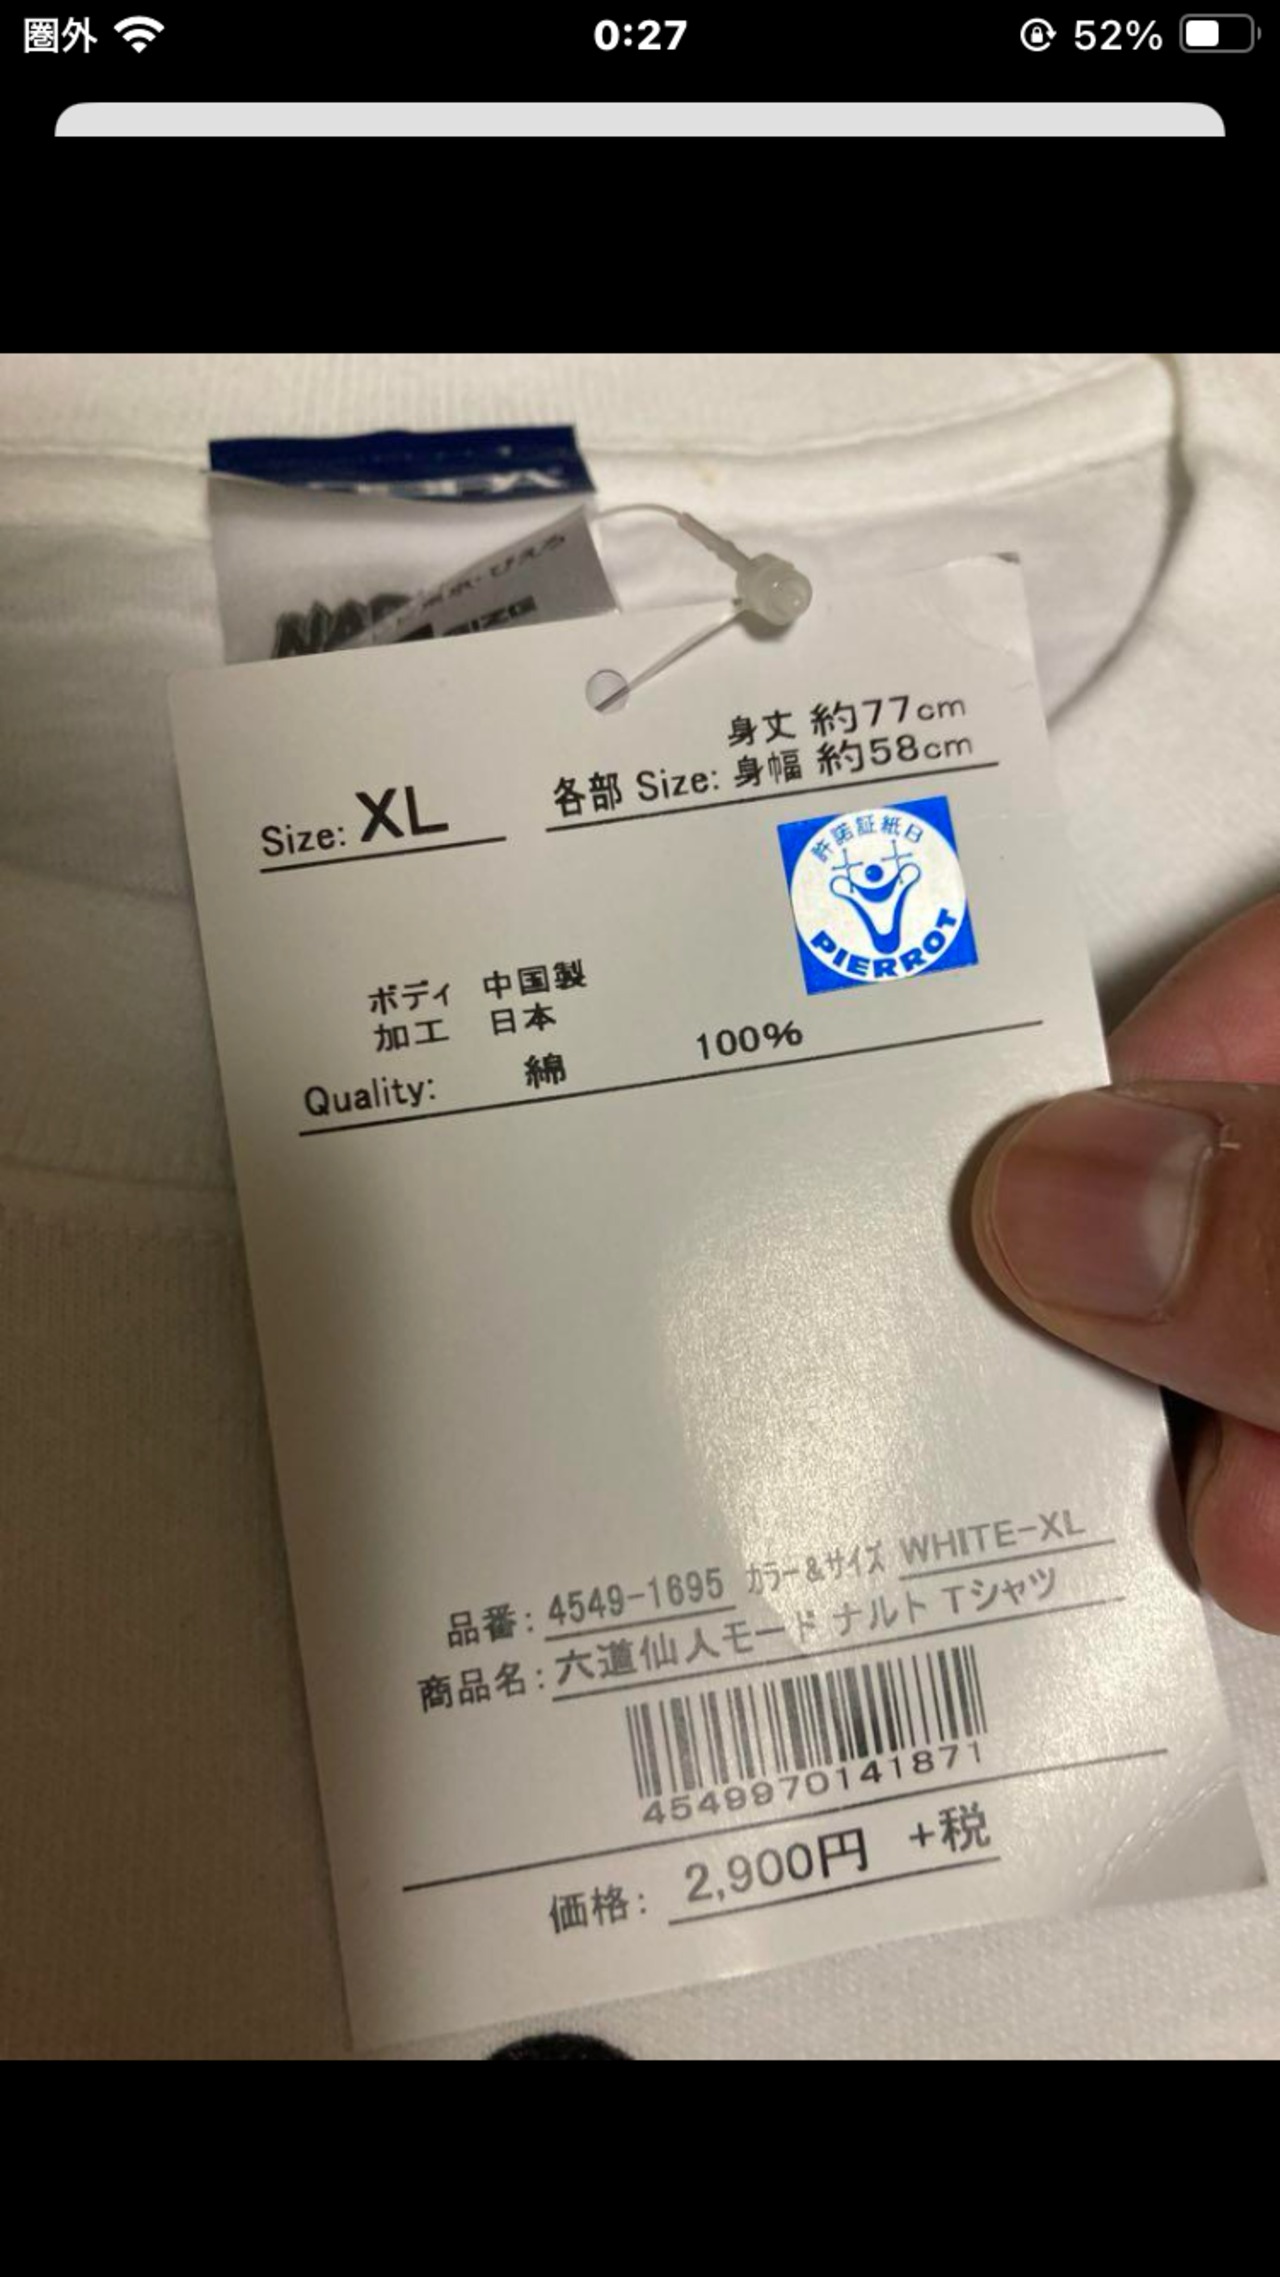 圏外
0:27
52%
身丈 約77cm
Size: XL
各部 Size: 身幅 約58cm
許諾証紙B
PIERROT
ボディ 中国製
加工 日本
Quality: 綿 100%
品番: 4549-1695 カラー&サイズ WHITE-XL
商品名: 六道仙人モード ナルト Tシャツ
4549970141871
価格: 2,900円 +税